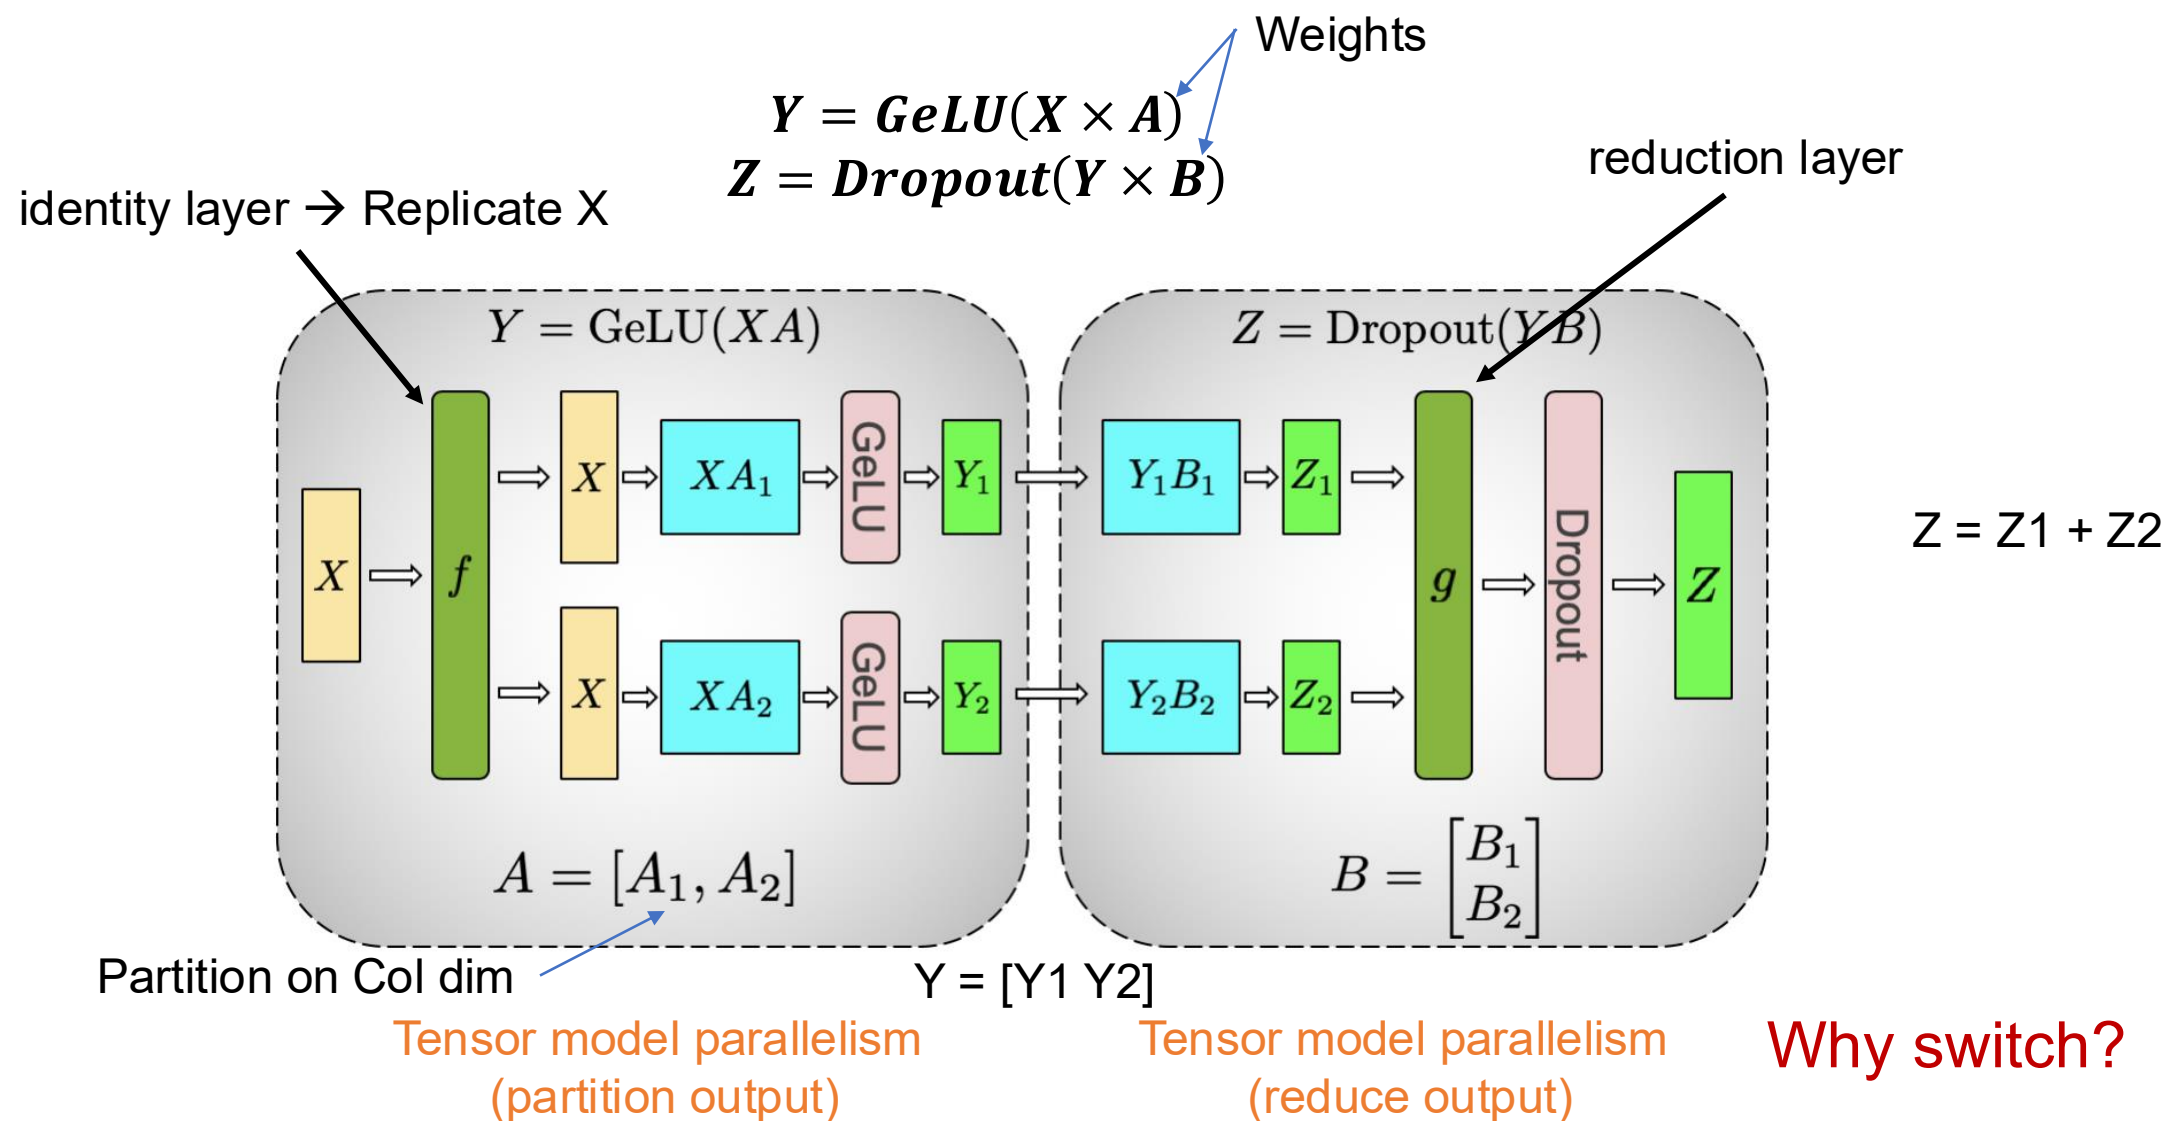 Weights
Y = GeLU(X × A)
Z = Dropout(Y × B)
reduction layer
identity layer → Replicate X
Y = GeLU(XA)
Z = Dropout(YB)
X
f
X
XA₁
GeLU
Y₁
X
XA₂
GeLU
Y₂
Y₁B₁
Z₁
Y₂B₂
Z₂
g
Dropout
Z
Z = Z1 + Z2
A = [A₁, A₂]
B = [B₁
B₂]
Partition on Col dim
Y = [Y1 Y2]
Tensor model parallelism
(partition output)
Tensor model parallelism
(reduce output)
Why switch?